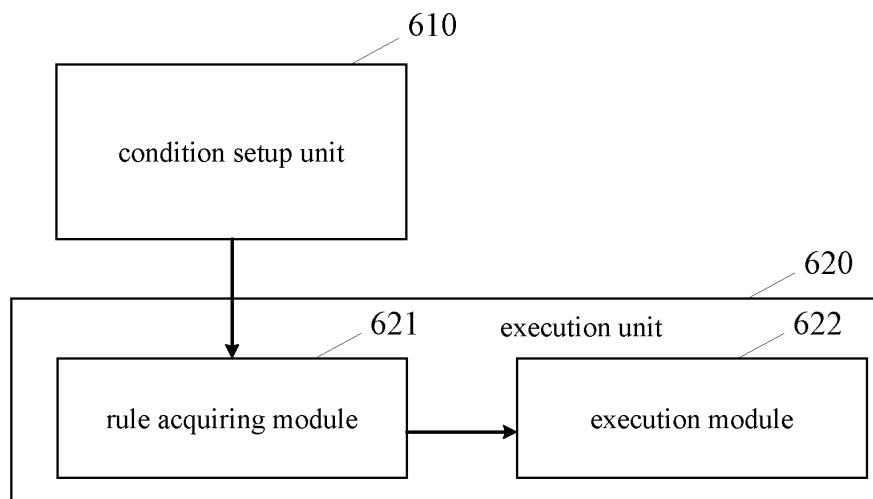 610
condition setup unit
620
execution unit
621
622
rule acquiring module
execution module